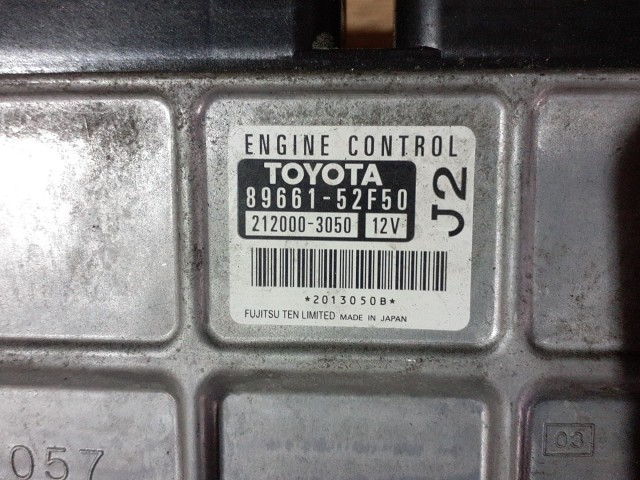 ENGINE CONTROL
TOYOTA
89661-52F50
212000-3050 12V
J2
*2013050B*
FUJITSU TEN LIMITED MADE IN JAPAN
057
03